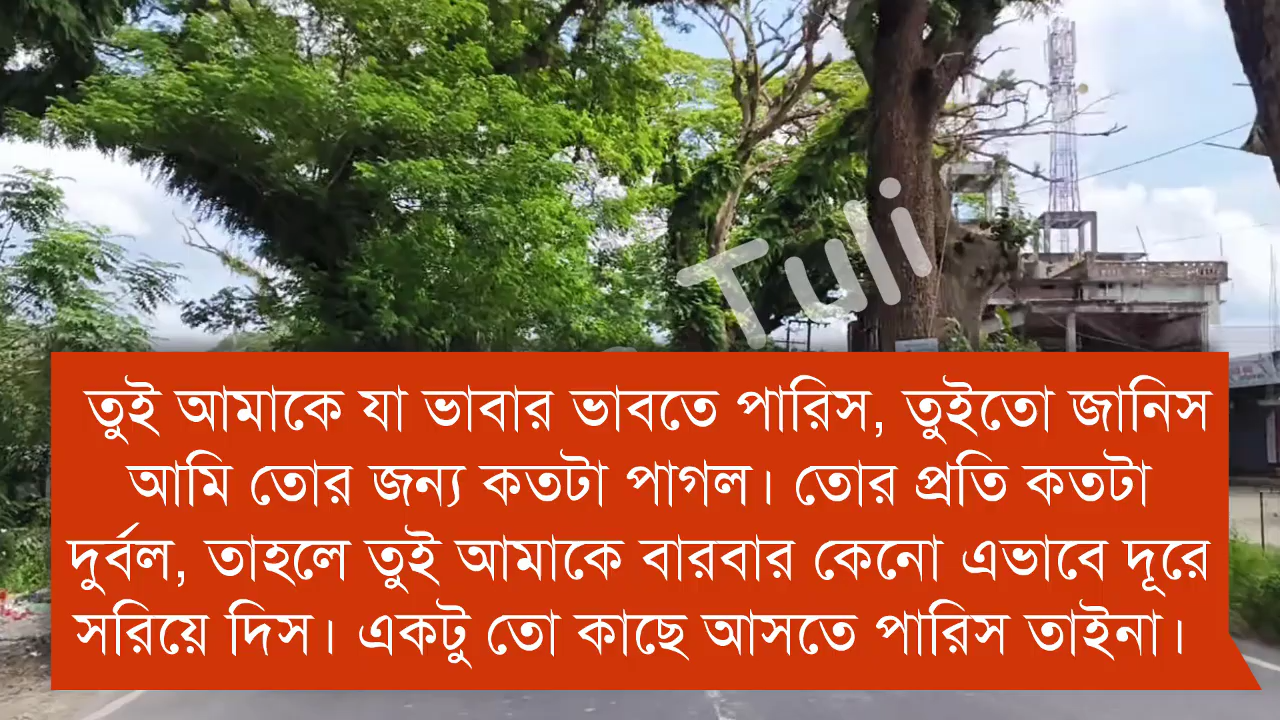 Tuli
তুই আমাকে যা ভাবার ভাবতে পারিস, তুইতো জানিস
আমি তোর জন্য কতটা পাগল। তোর প্রতি কতটা
দুর্বল, তাহলে তুই আমাকে বারবার কেনো এভাবে দূরে
সরিয়ে দিস। একটু তো কাছে আসতে পারিস তাইনা।